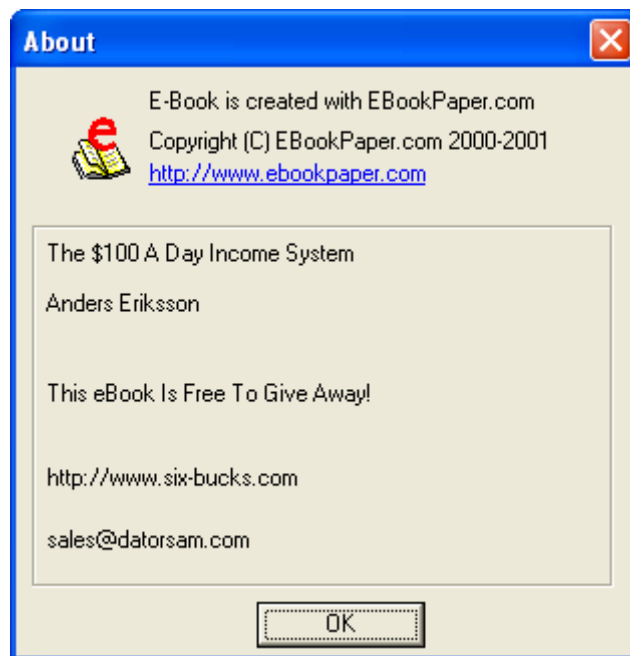 About
E-Book is created with EBookPaper.com
Copyright (C) EBookPaper.com 2000-2001
http://www.ebookpaper.com
The $100 A Day Income System
Anders Eriksson
This eBook Is Free To Give Away!
http://www.six-bucks.com
sales@datorsam.com
OK